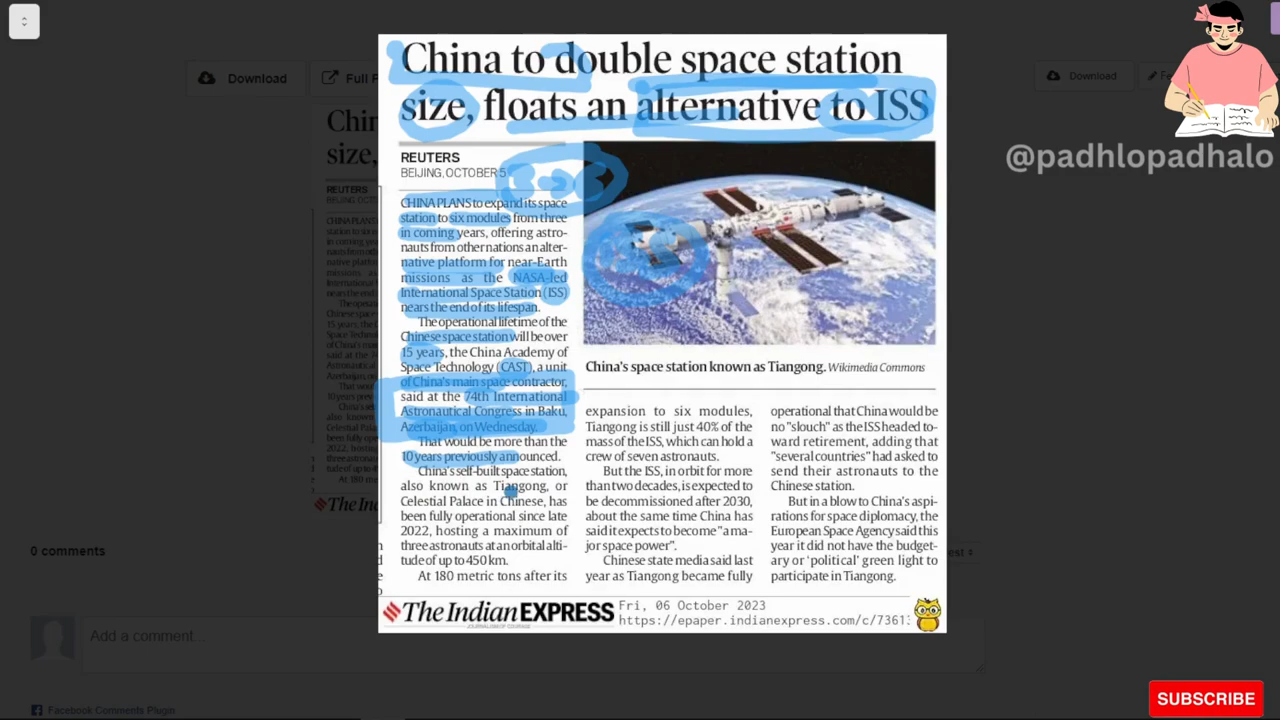 Download
Full P
Download
China to double space station
size, floats an alternative to ISS
@padhlopadhalo
REUTERS
BEIJING, OCTOBER 5
CHINA PLANS to expand its space
station to six modules from three
in coming years, offering astro-
nauts from other nations an alter-
native platform for near-Earth
missions as the NASA-led
International Space Station (ISS)
nears the end of its lifespan.
The operational lifetime of the
Chinese space station will be over
15 years, the China Academy of
Space Technology (CAST), a unit
of China's main space contractor,
said at the 74th International
Astronautical Congress in Baku,
Azerbaijan, on Wednesday.
That would be more than the
10 years previously announced.
China's self-built space station,
also known as Tiangong, or
Celestial Palace in Chinese, has
been fully operational since late
2022, hosting a maximum of
three astronauts at an orbital alti-
tude of up to 450 km.
At 180 metric tons after its
China's space station known as Tiangong. Wikimedia Commons
expansion to six modules,
Tiangong is still just 40% of the
mass of the ISS, which can hold a
crew of seven astronauts.
But the ISS, in orbit for more
than two decades, is expected to
be decommissioned after 2030,
about the same time China has
said it expects to become "a ma-
jor space power".
Chinese state media said last
year as Tiangong became fully
operational that China would be
no "slouch" as the ISS headed to-
ward retirement, adding that
"several countries" had asked to
send their astronauts to the
Chinese station.
But in a blow to China's aspi-
rations for space diplomacy, the
European Space Agency said this
year it did not have the budget-
ary or 'political' green light to
participate in Tiangong.
The Indian EXPRESS
JOURNALISM OF COURAGE
Fri, 06 October 2023
https://epaper.indianexpress.com/c/7361
0 comments
Add a comment...
Facebook Comments Plugin
SUBSCRIBE